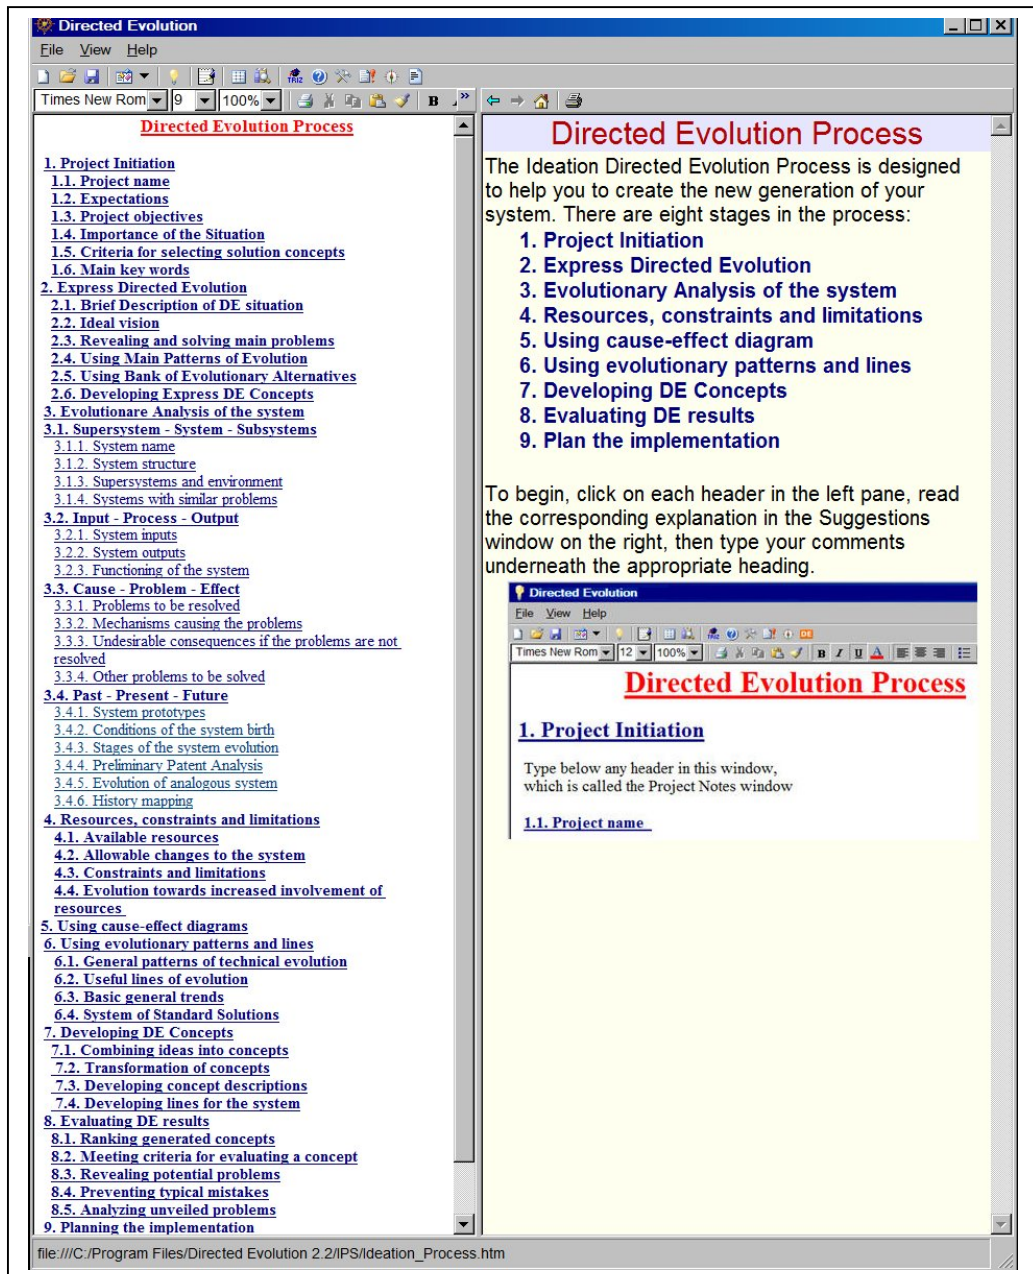 Directed Evolution
File View Help
TRIZ
Times New Rom 9 100% B »
Directed Evolution Process
1. Project Initiation
1.1. Project name
1.2. Expectations
1.3. Project objectives
1.4. Importance of the Situation
1.5. Criteria for selecting solution concepts
1.6. Main key words
2. Express Directed Evolution
2.1. Brief Description of DE situation
2.2. Ideal vision
2.3. Revealing and solving main problems
2.4. Using Main Patterns of Evolution
2.5. Using Bank of Evolutionary Alternatives
2.6. Developing Express DE Concepts
3. Evolutionare Analysis of the system
3.1. Supersystem - System - Subsystems
3.1.1. System name
3.1.2. System structure
3.1.3. Supersystems and environment
3.1.4. Systems with similar problems
3.2. Input - Process - Output
3.2.1. System inputs
3.2.2. System outputs
3.2.3. Functioning of the system
3.3. Cause - Problem - Effect
3.3.1. Problems to be resolved
3.3.2. Mechanisms causing the problems
3.3.3. Undesirable consequences if the problems are not
resolved
3.3.4. Other problems to be solved
3.4. Past - Present - Future
3.4.1. System prototypes
3.4.2. Conditions of the system birth
3.4.3. Stages of the system evolution
3.4.4. Preliminary Patent Analysis
3.4.5. Evolution of analogous system
3.4.6. History mapping
4. Resources, constraints and limitations
4.1. Available resources
4.2. Allowable changes to the system
4.3. Constraints and limitations
4.4. Evolution towards increased involvement of
resources
5. Using cause-effect diagrams
6. Using evolutionary patterns and lines
6.1. General patterns of technical evolution
6.2. Useful lines of evolution
6.3. Basic general trends
6.4. System of Standard Solutions
7. Developing DE Concepts
7.1. Combining ideas into concepts
7.2. Transformation of concepts
7.3. Developing concept descriptions
7.4. Developing lines for the system
8. Evaluating DE results
8.1. Ranking generated concepts
8.2. Meeting criteria for evaluating a concept
8.3. Revealing potential problems
8.4. Preventing typical mistakes
8.5. Analyzing unveiled problems
9. Planning the implementation
Directed Evolution Process
The Ideation Directed Evolution Process is designed
to help you to create the new generation of your
system. There are eight stages in the process:
1. Project Initiation
2. Express Directed Evolution
3. Evolutionary Analysis of the system
4. Resources, constraints and limitations
5. Using cause-effect diagram
6. Using evolutionary patterns and lines
7. Developing DE Concepts
8. Evaluating DE results
9. Plan the implementation
To begin, click on each header in the left pane, read
the corresponding explanation in the Suggestions
window on the right, then type your comments
underneath the appropriate heading.
Directed Evolution
File View Help
DE
Times New Rom 12 100% B I U A
Directed Evolution Process
1. Project Initiation
Type below any header in this window,
which is called the Project Notes window
1.1. Project name
file:///C:/Program Files/Directed Evolution 2.2/IPS/Ideation_Process.htm